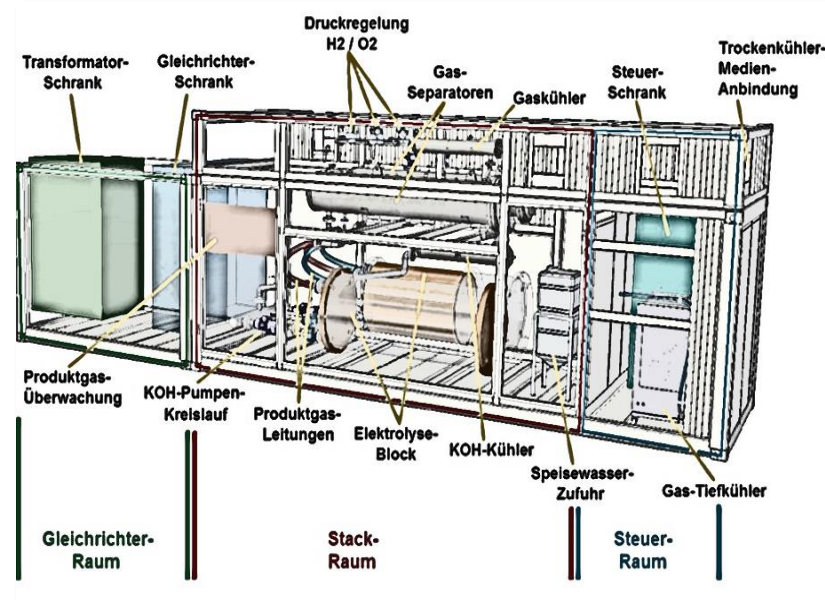 Druckregelung
H2 / O2
Transformator-
Schrank
Gleichrichter-
Schrank
Gas-
Separatoren
Gaskühler
Steuer-
Schrank
Trockenkühler-
Medien-
Anbindung
Produktgas-
Überwachung
KOH-Pumpen-
Kreislauf
Produktgas-
Leitungen
Elektrolyse-
Block
KOH-Kühler
Speisewasser-
Zufuhr
Gas-Tiefkühler
Gleichrichter-
Raum
Stack-
Raum
Steuer-
Raum